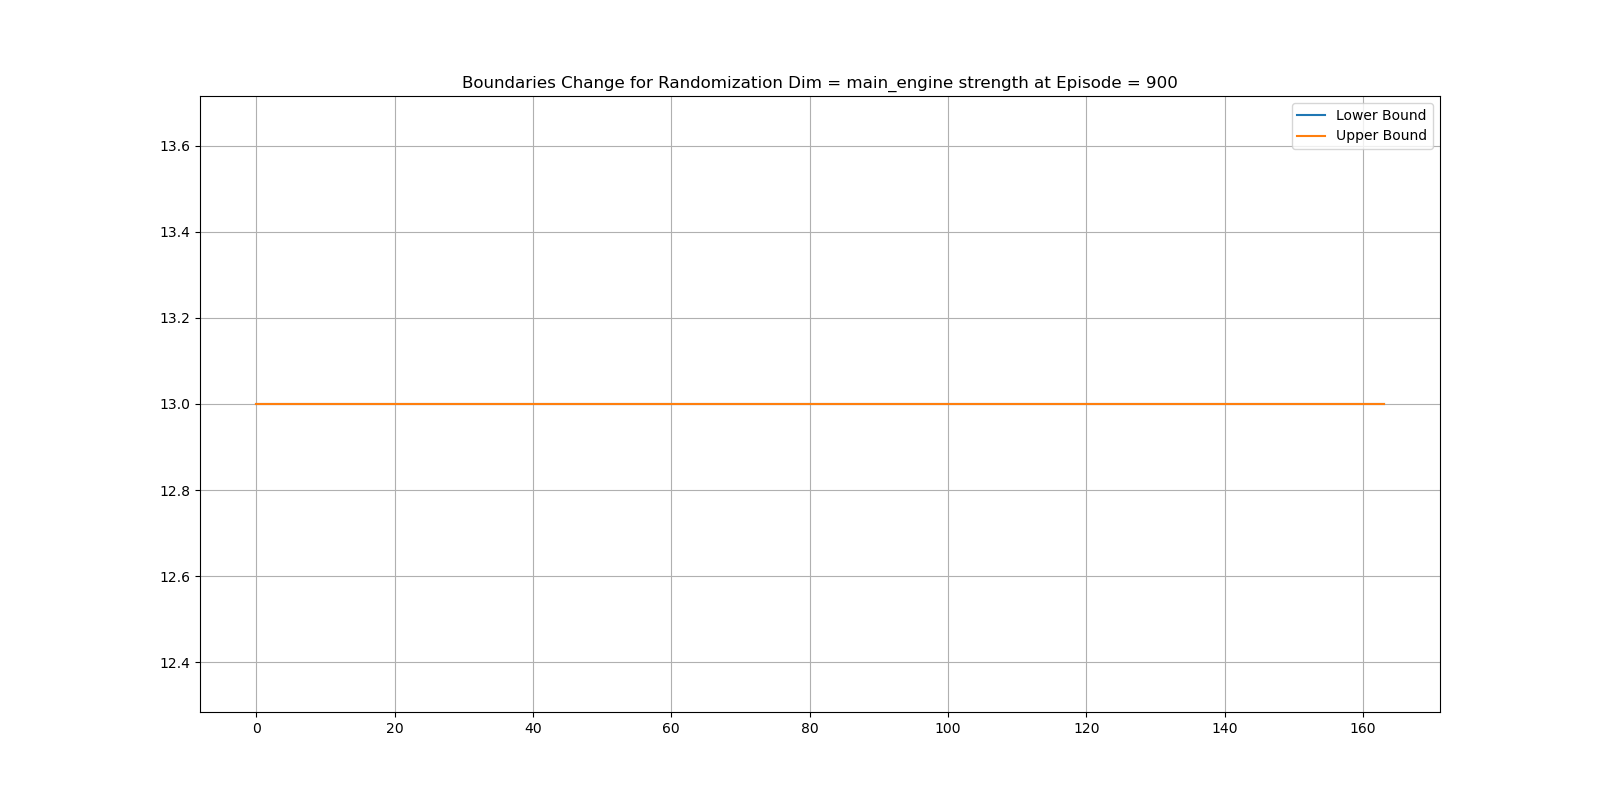 Boundaries Change for Randomization Dim = main_engine strength at Episode = 900
Lower Bound
Upper Bound
13.6
13.4
13.2
13.0
12.8
12.6
12.4
0 20 40 60 80 100 120 140 160